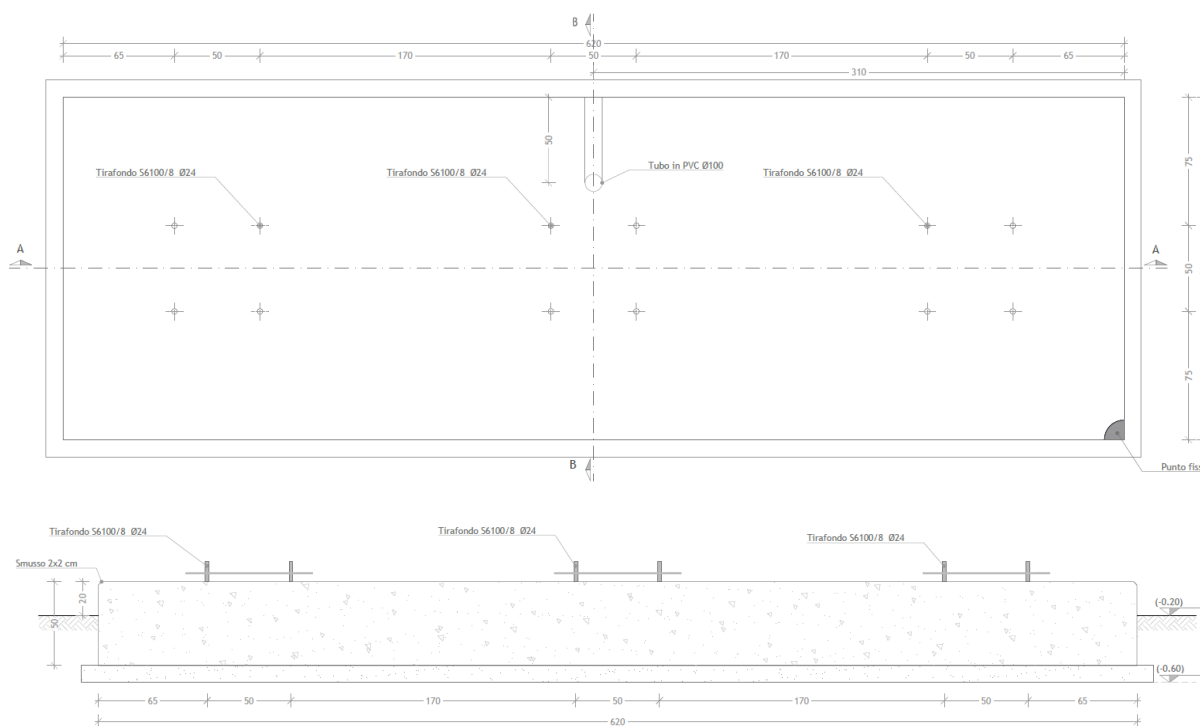 B
620
65 50 170 50 170 50 65
310
50
75
Tirafondo S6100/8 Ø24
Tirafondo S6100/8 Ø24
Tubo in PVC Ø100
Tirafondo S6100/8 Ø24
A
A
50
75
B
Punto fiss
Tirafondo S6100/8 Ø24
Tirafondo S6100/8 Ø24
Tirafondo S6100/8 Ø24
Smusso 2x2 cm
20
50
(-0.20)
(-0.60)
65 50 170 50 170 50 65
620